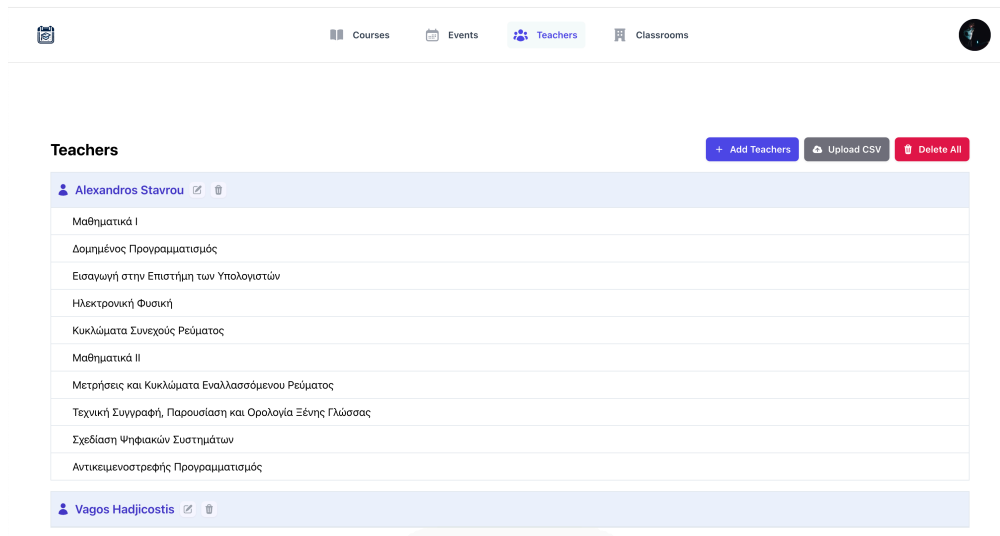 Courses
Events
Teachers
Classrooms
Teachers
+ Add Teachers
Upload CSV
Delete All
Alexandros Stavrou
Μαθηματικά Ι
Δομημένος Προγραμματισμός
Εισαγωγή στην Επιστήμη των Υπολογιστών
Ηλεκτρονική Φυσική
Κυκλώματα Συνεχούς Ρεύματος
Μαθηματικά ΙΙ
Μετρήσεις και Κυκλώματα Εναλλασσόμενου Ρεύματος
Τεχνική Συγγραφή, Παρουσίαση και Ορολογία Ξένης Γλώσσας
Σχεδίαση Ψηφιακών Συστημάτων
Αντικειμενοστρεφής Προγραμματισμός
Vagos Hadjicostis